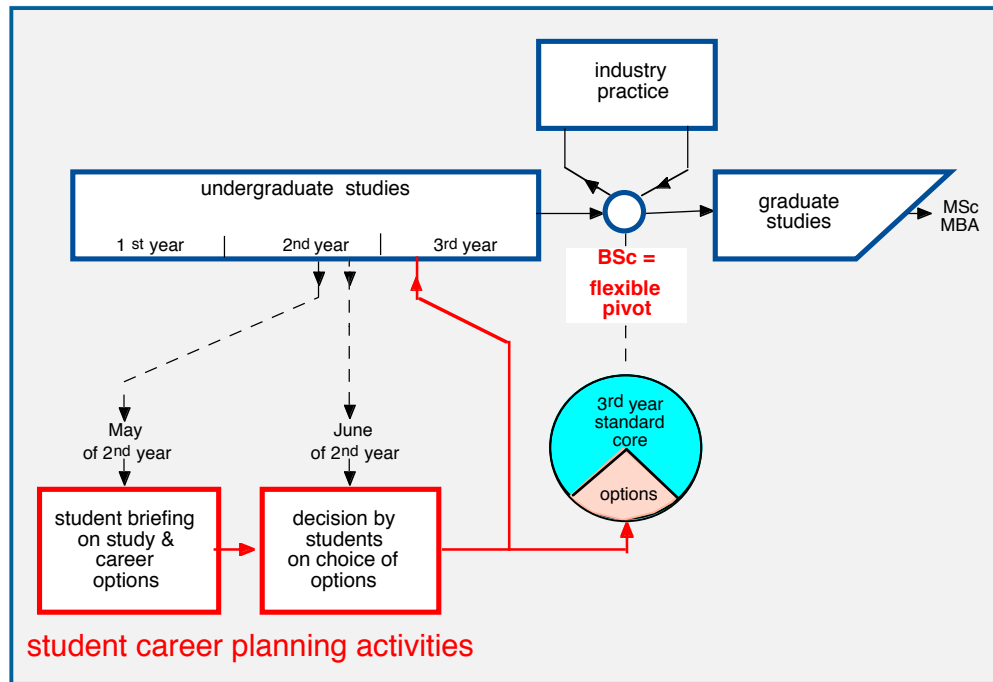 industry
practice
undergraduate studies
1 st year
2nd year
3rd year
graduate
studies
MSc
MBA
BSc =
flexible
pivot
May
of 2nd year
June
of 2nd year
3rd year
standard
core
options
student briefing
on study &
career
options
decision by
students
on choice of
options
student career planning activities